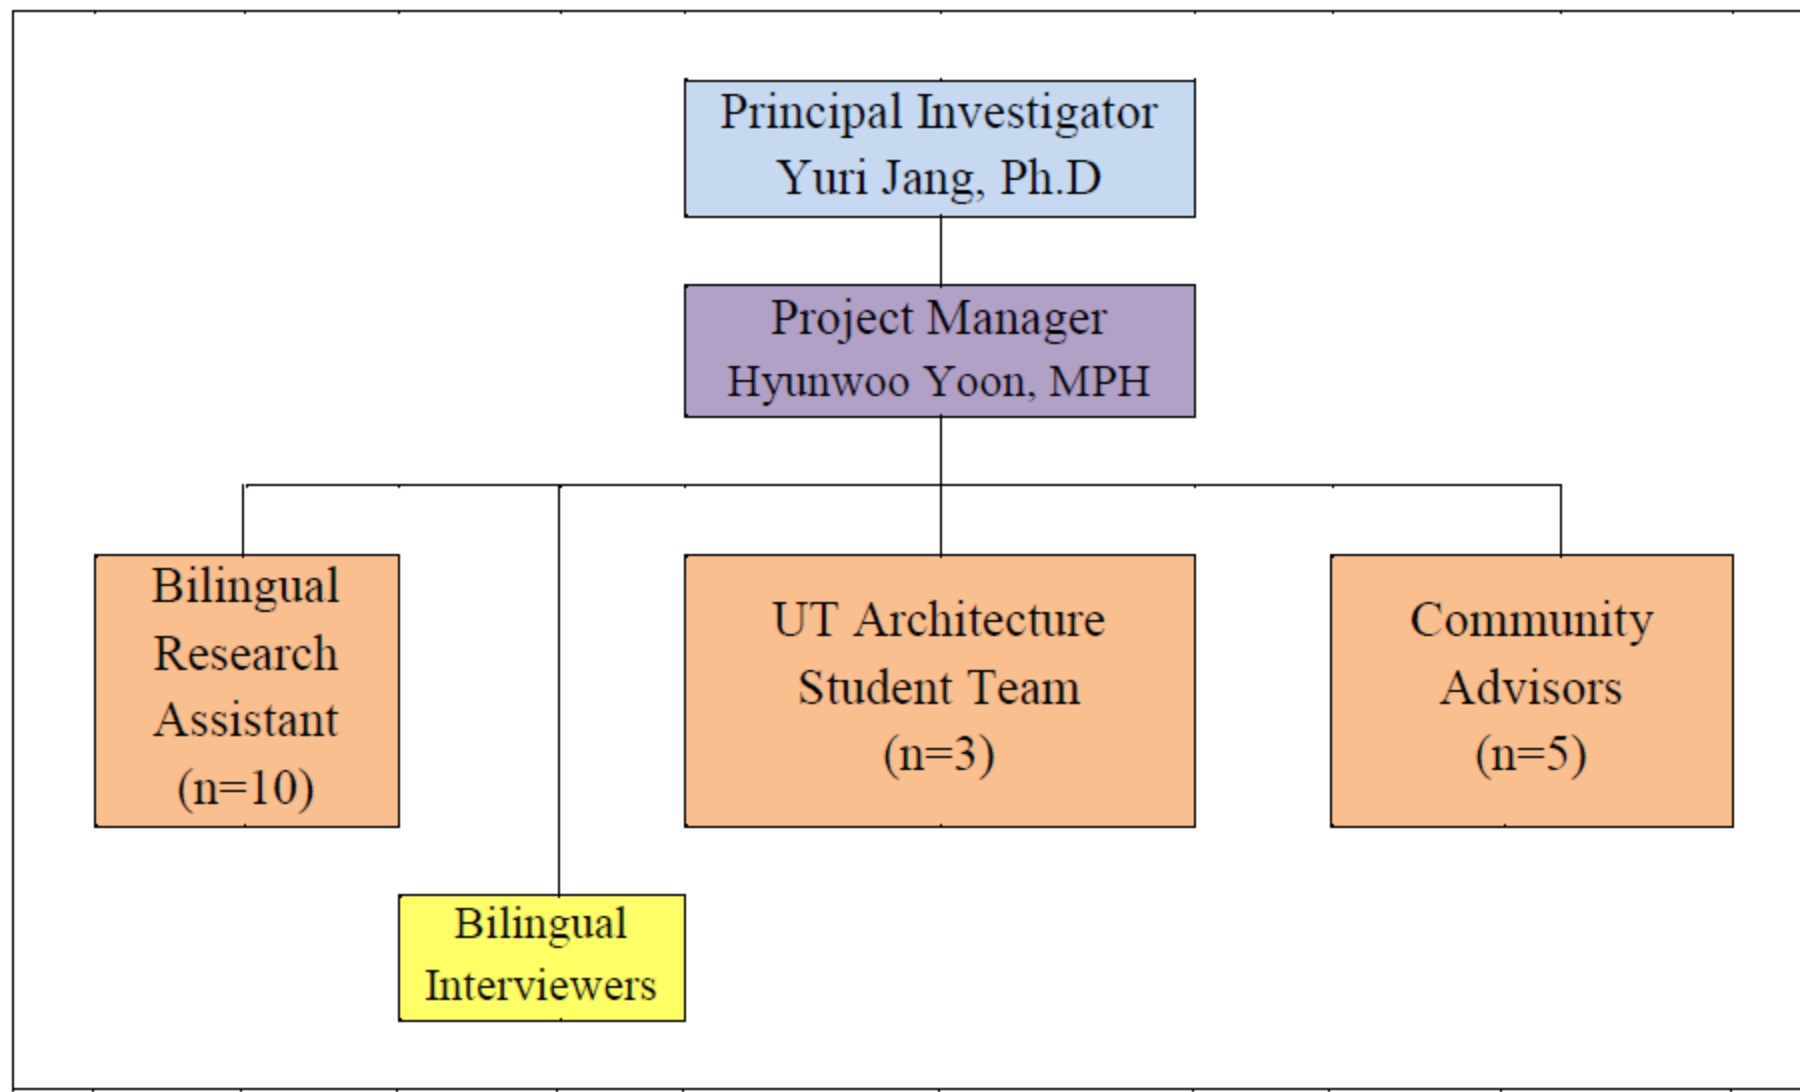 Principal Investigator
Yuri Jang, Ph.D
Project Manager
Hyunwoo Yoon, MPH
Bilingual
Research
Assistant
(n=10)
UT Architecture
Student Team
(n=3)
Community
Advisors
(n=5)
Bilingual
Interviewers